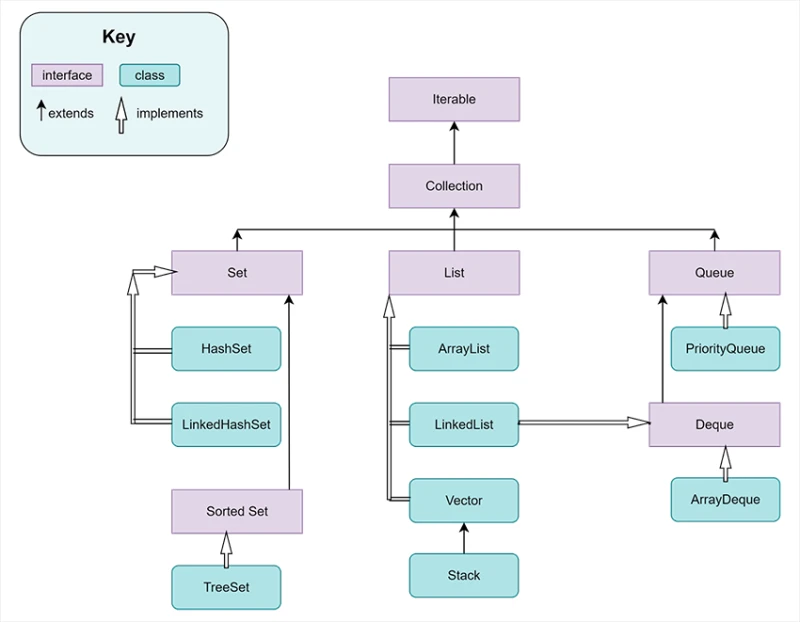 Key
interface
class
extends
implements
Iterable
Collection
Set
List
Queue
HashSet
ArrayList
PriorityQueue
LinkedHashSet
LinkedList
Deque
Sorted Set
Vector
ArrayDeque
TreeSet
Stack